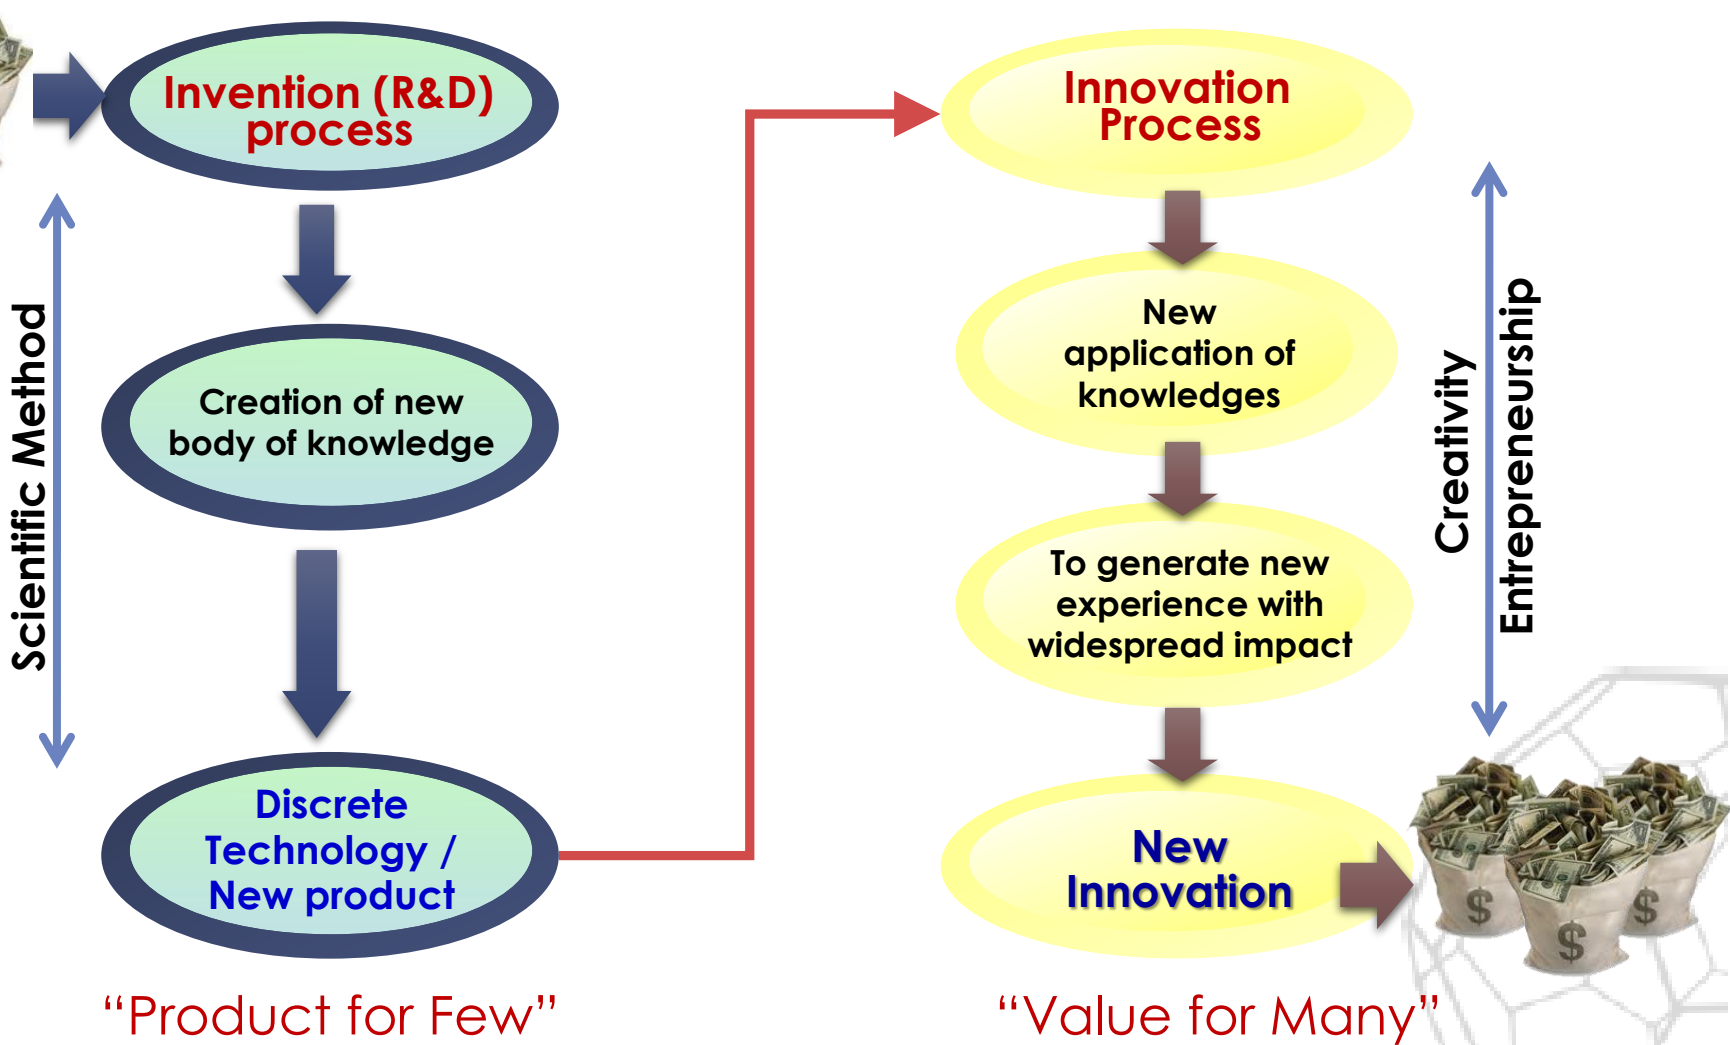 Invention (R&D)
process
Scientific Method
Creation of new
body of knowledge
Discrete
Technology /
New product
“Product for Few”
Innovation
Process
New
application of
knowledges
To generate new
experience with
widespread impact
New
Innovation
Creativity
Entrepreneurship
$
$
$
“Value for Many”